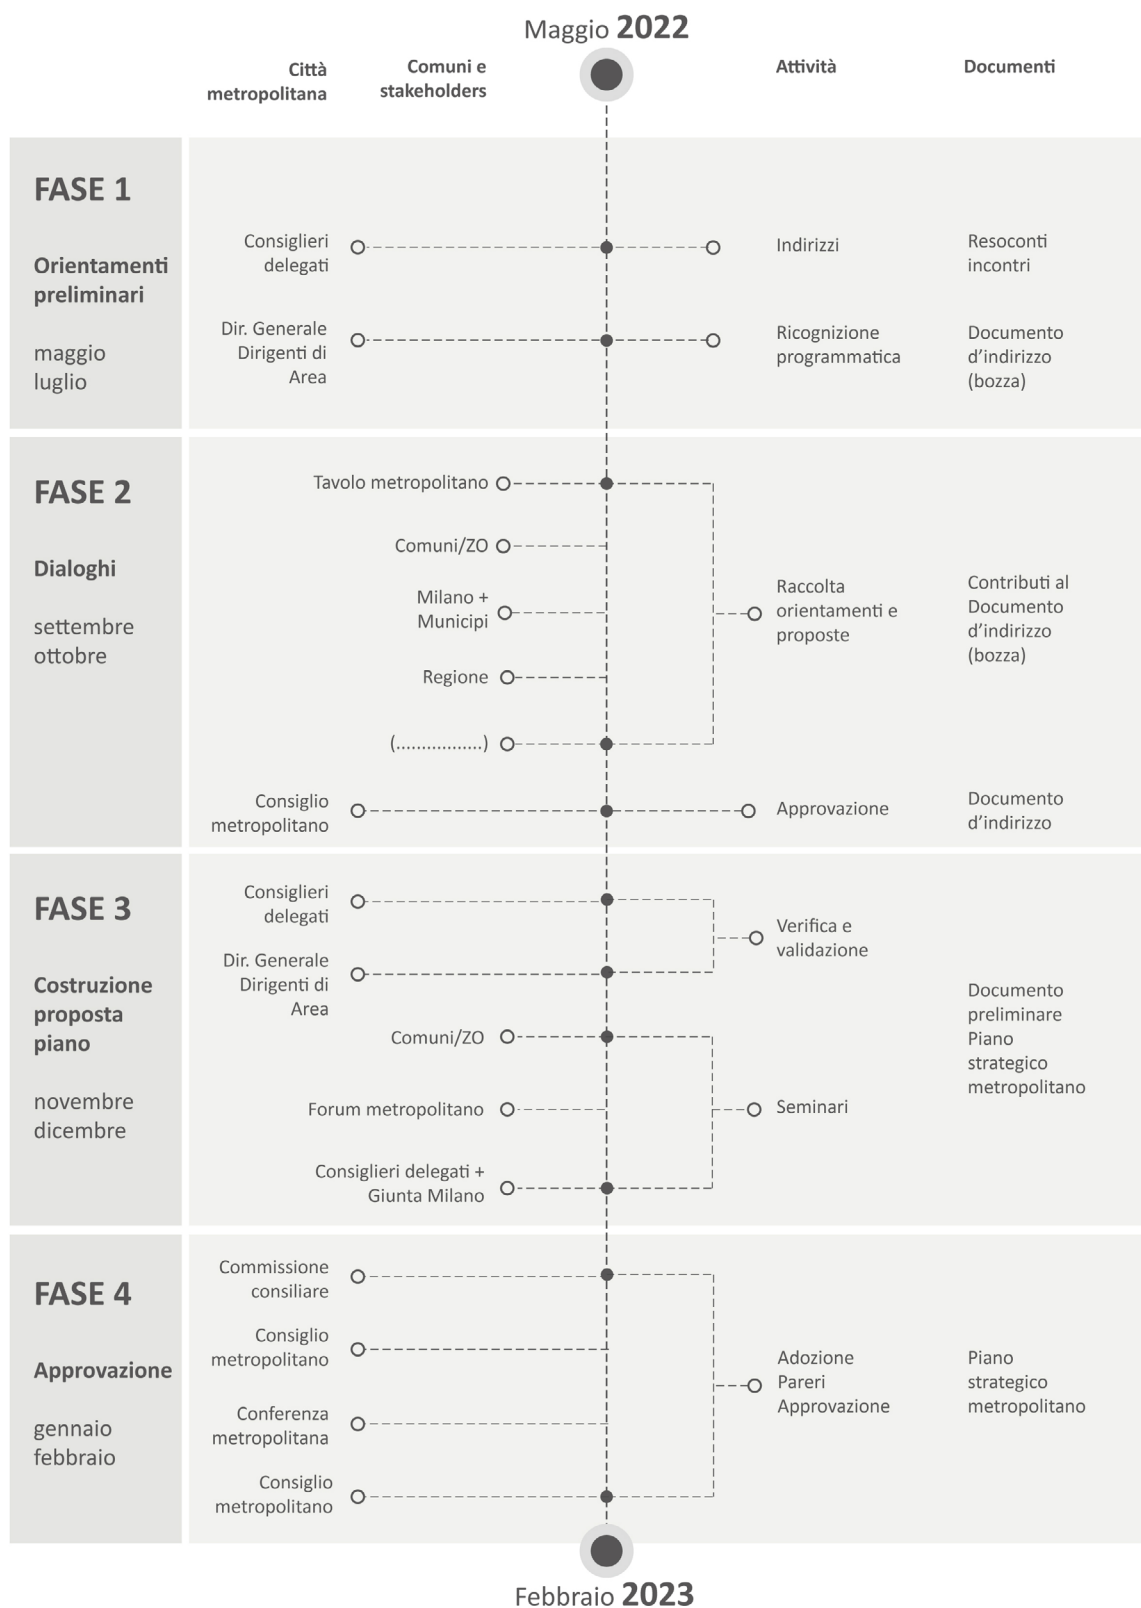 Maggio 2022
Città
metropolitana
Comuni e
stakeholders
Attività
Documenti
FASE 1
Orientamenti
preliminari
maggio
luglio
Consiglieri
delegati
Indirizzi
Resoconti
incontri
Dir. Generale
Dirigenti di
Area
Ricognizione
programmatica
Documento
d’indirizzo
(bozza)
FASE 2
Dialoghi
settembre
ottobre
Tavolo metropolitano
Comuni/ZO
Milano +
Municipi
Regione
(.................)
Raccolta
orientamenti e
proposte
Contributi al
Documento
d’indirizzo
(bozza)
Consiglio
metropolitano
Approvazione
Documento
d’indirizzo
FASE 3
Costruzione
proposta
piano
novembre
dicembre
Consiglieri
delegati
Dir. Generale
Dirigenti di
Area
Verifica e
validazione
Comuni/ZO
Forum metropolitano
Consiglieri delegati +
Giunta Milano
Seminari
Documento
preliminare
Piano
strategico
metropolitano
FASE 4
Approvazione
gennaio
febbraio
Commissione
consiliare
Consiglio
metropolitano
Conferenza
metropolitana
Consiglio
metropolitano
Adozione
Pareri
Approvazione
Piano
strategico
metropolitano
Febbraio 2023